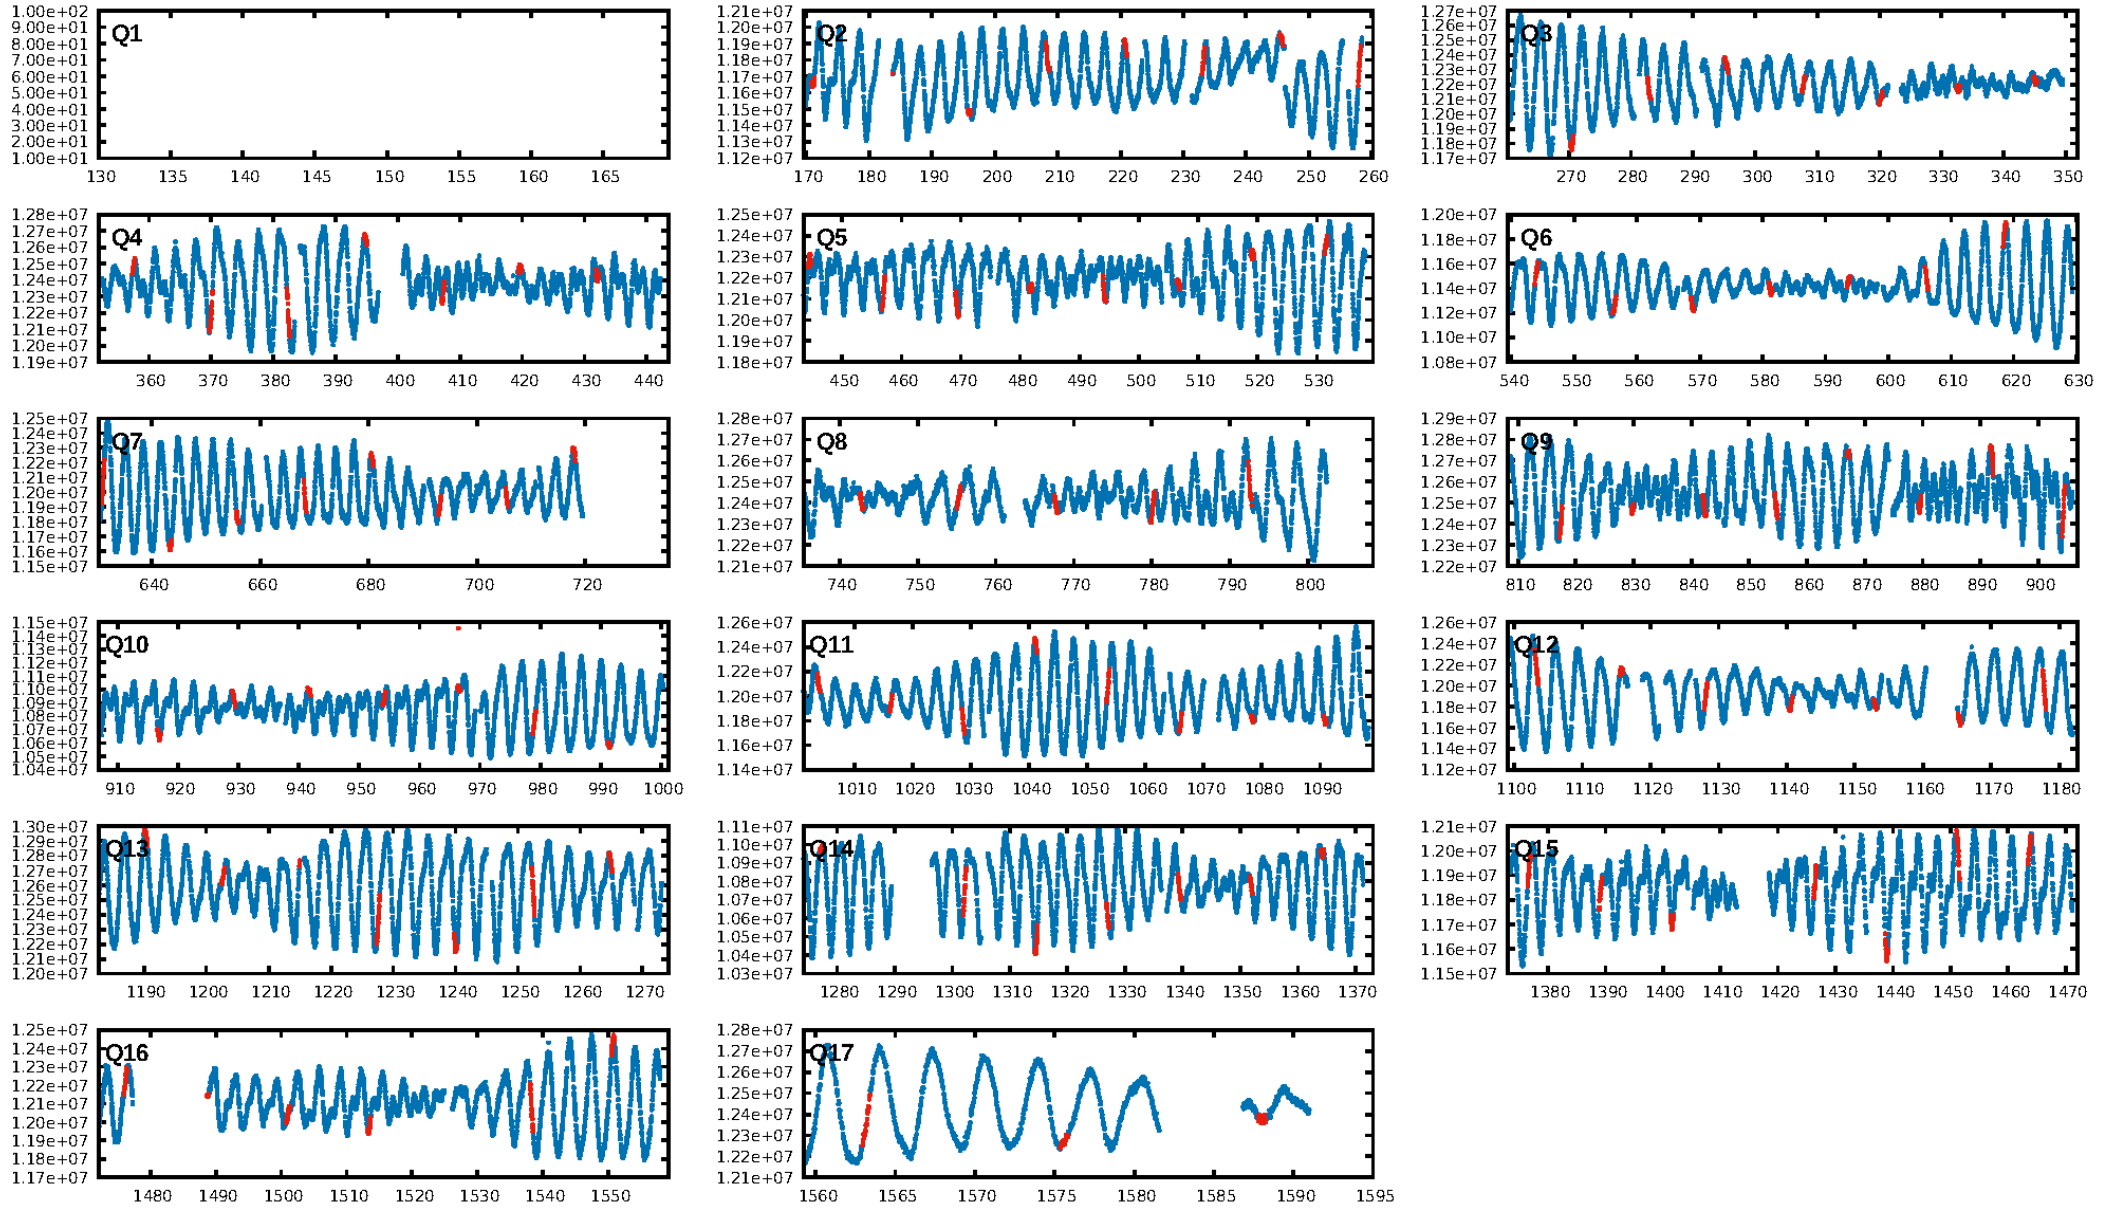 Q1
1.00e+02
9.00e+01
8.00e+01
7.00e+01
6.00e+01
5.00e+01
4.00e+01
3.00e+01
2.00e+01
1.00e+01
130 135 140 145 150 155 160 165
Q2
1.21e+07
1.20e+07
1.19e+07
1.18e+07
1.17e+07
1.16e+07
1.15e+07
1.14e+07
1.13e+07
1.12e+07
170 180 190 200 210 220 230 240 250 260
Q3
1.27e+07
1.26e+07
1.25e+07
1.24e+07
1.23e+07
1.22e+07
1.21e+07
1.20e+07
1.19e+07
1.18e+07
1.17e+07
270 280 290 300 310 320 330 340 350
Q4
1.28e+07
1.27e+07
1.26e+07
1.25e+07
1.24e+07
1.23e+07
1.22e+07
1.21e+07
1.20e+07
1.19e+07
360 370 380 390 400 410 420 430 440
Q5
1.25e+07
1.24e+07
1.23e+07
1.22e+07
1.21e+07
1.20e+07
1.19e+07
1.18e+07
450 460 470 480 490 500 510 520 530
Q6
1.20e+07
1.18e+07
1.16e+07
1.14e+07
1.12e+07
1.10e+07
1.08e+07
540 550 560 570 580 590 600 610 620 630
Q7
1.25e+07
1.24e+07
1.23e+07
1.22e+07
1.21e+07
1.20e+07
1.19e+07
1.18e+07
1.17e+07
1.16e+07
1.15e+07
640 660 680 700 720
Q8
1.28e+07
1.27e+07
1.26e+07
1.25e+07
1.24e+07
1.23e+07
1.22e+07
1.21e+07
740 750 760 770 780 790 800
Q9
1.29e+07
1.28e+07
1.27e+07
1.26e+07
1.25e+07
1.24e+07
1.23e+07
1.22e+07
810 820 830 840 850 860 870 880 890 900
Q10
1.15e+07
1.14e+07
1.13e+07
1.12e+07
1.11e+07
1.10e+07
1.09e+07
1.08e+07
1.07e+07
1.06e+07
1.05e+07
1.04e+07
910 920 930 940 950 960 970 980 990 1000
Q11
1.26e+07
1.24e+07
1.22e+07
1.20e+07
1.18e+07
1.16e+07
1.14e+07
1010 1020 1030 1040 1050 1060 1070 1080 1090
Q12
1.26e+07
1.24e+07
1.22e+07
1.20e+07
1.18e+07
1.16e+07
1.14e+07
1.12e+07
1100 1110 1120 1130 1140 1150 1160 1170 1180
Q13
1.30e+07
1.29e+07
1.28e+07
1.27e+07
1.26e+07
1.25e+07
1.24e+07
1.23e+07
1.22e+07
1.21e+07
1.20e+07
1190 1200 1210 1220 1230 1240 1250 1260 1270
Q14
1.11e+07
1.10e+07
1.09e+07
1.08e+07
1.07e+07
1.06e+07
1.05e+07
1.04e+07
1.03e+07
1280 1290 1300 1310 1320 1330 1340 1350 1360 1370
Q15
1.21e+07
1.20e+07
1.19e+07
1.18e+07
1.17e+07
1.16e+07
1.15e+07
1380 1390 1400 1410 1420 1430 1440 1450 1460 1470
Q16
1.25e+07
1.24e+07
1.23e+07
1.22e+07
1.21e+07
1.20e+07
1.19e+07
1.18e+07
1.17e+07
1480 1490 1500 1510 1520 1530 1540 1550
Q17
1.28e+07
1.27e+07
1.26e+07
1.25e+07
1.24e+07
1.23e+07
1.22e+07
1.21e+07
1560 1565 1570 1575 1580 1585 1590 1595